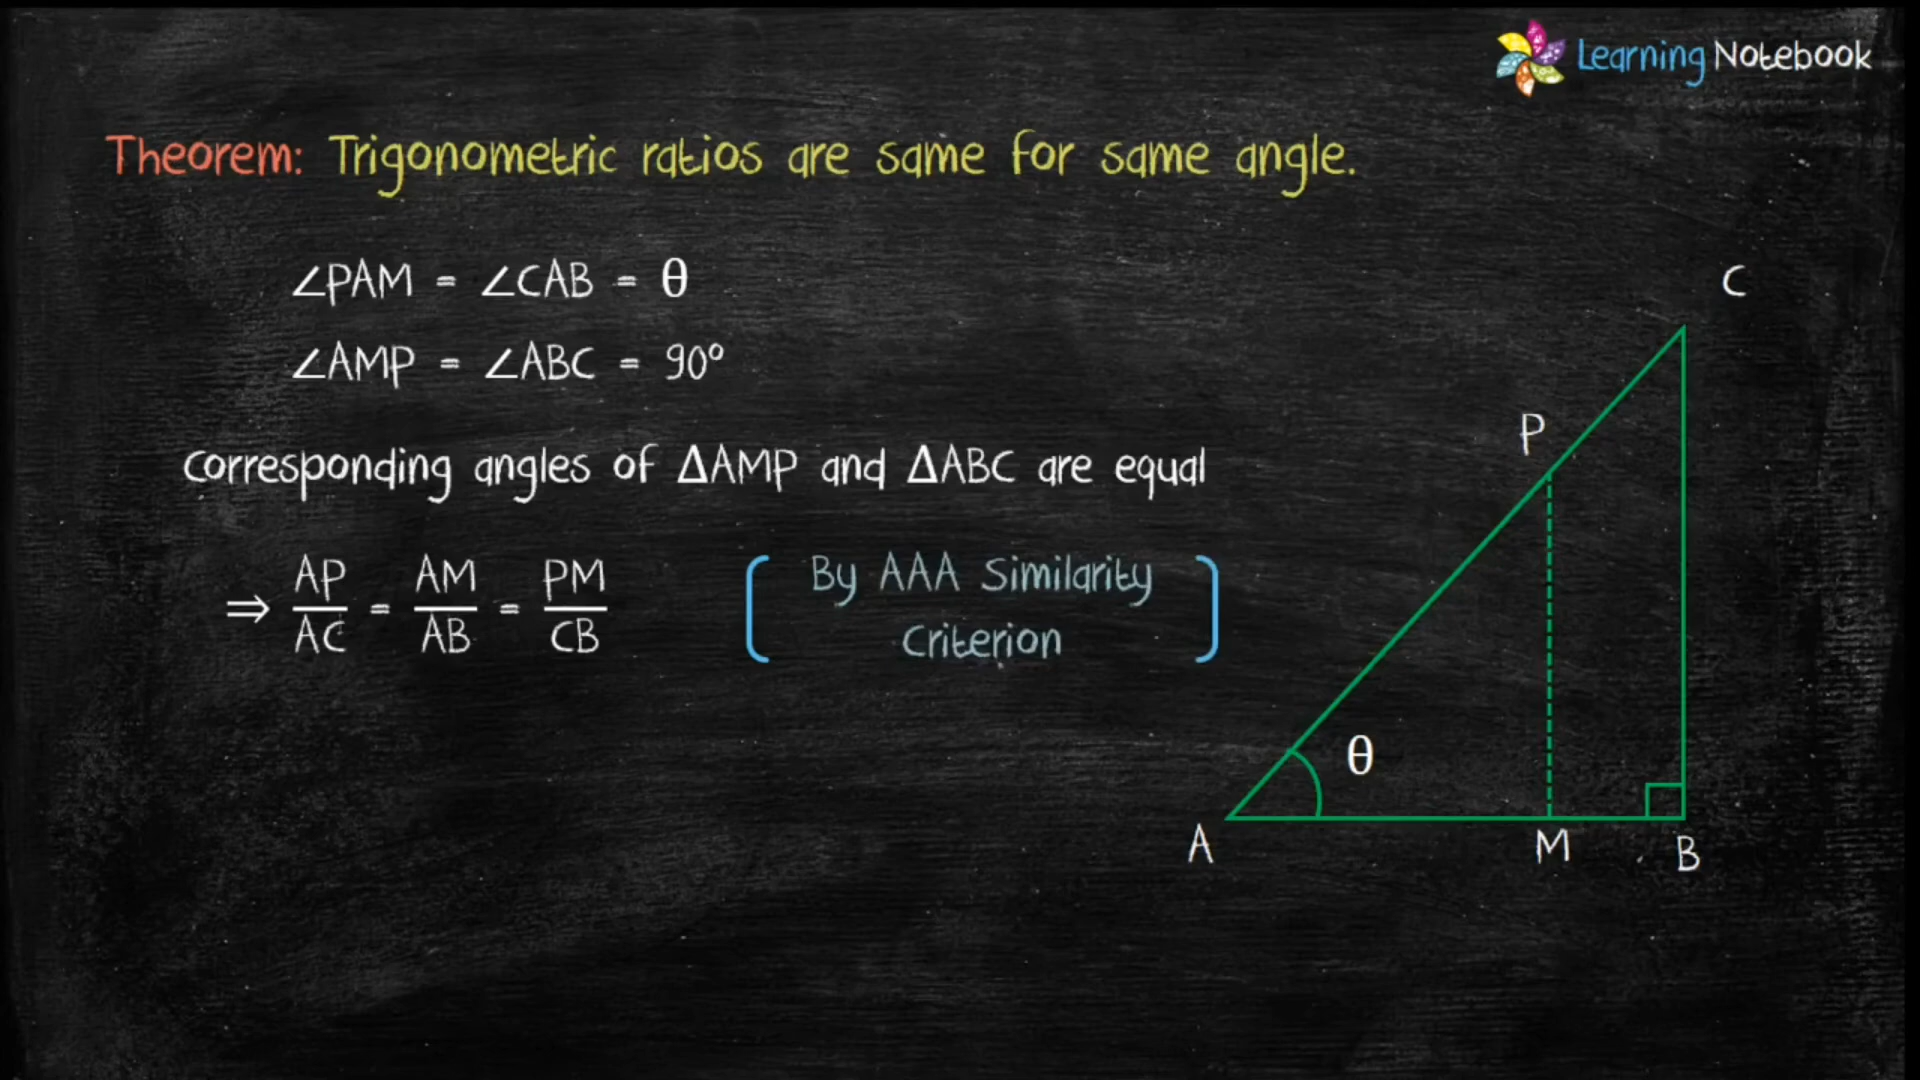 Learning Notebook
Theorem: Trigonometric ratios are same for same angle.
∠PAM = ∠CAB = θ
∠AMP = ∠ABC = 90°
Corresponding angles of ΔAMP and ΔABC are equal
⇒ AP/AC = AM/AB = PM/CB
By AAA Similarity
Criterion
C
P
θ
A
M
B